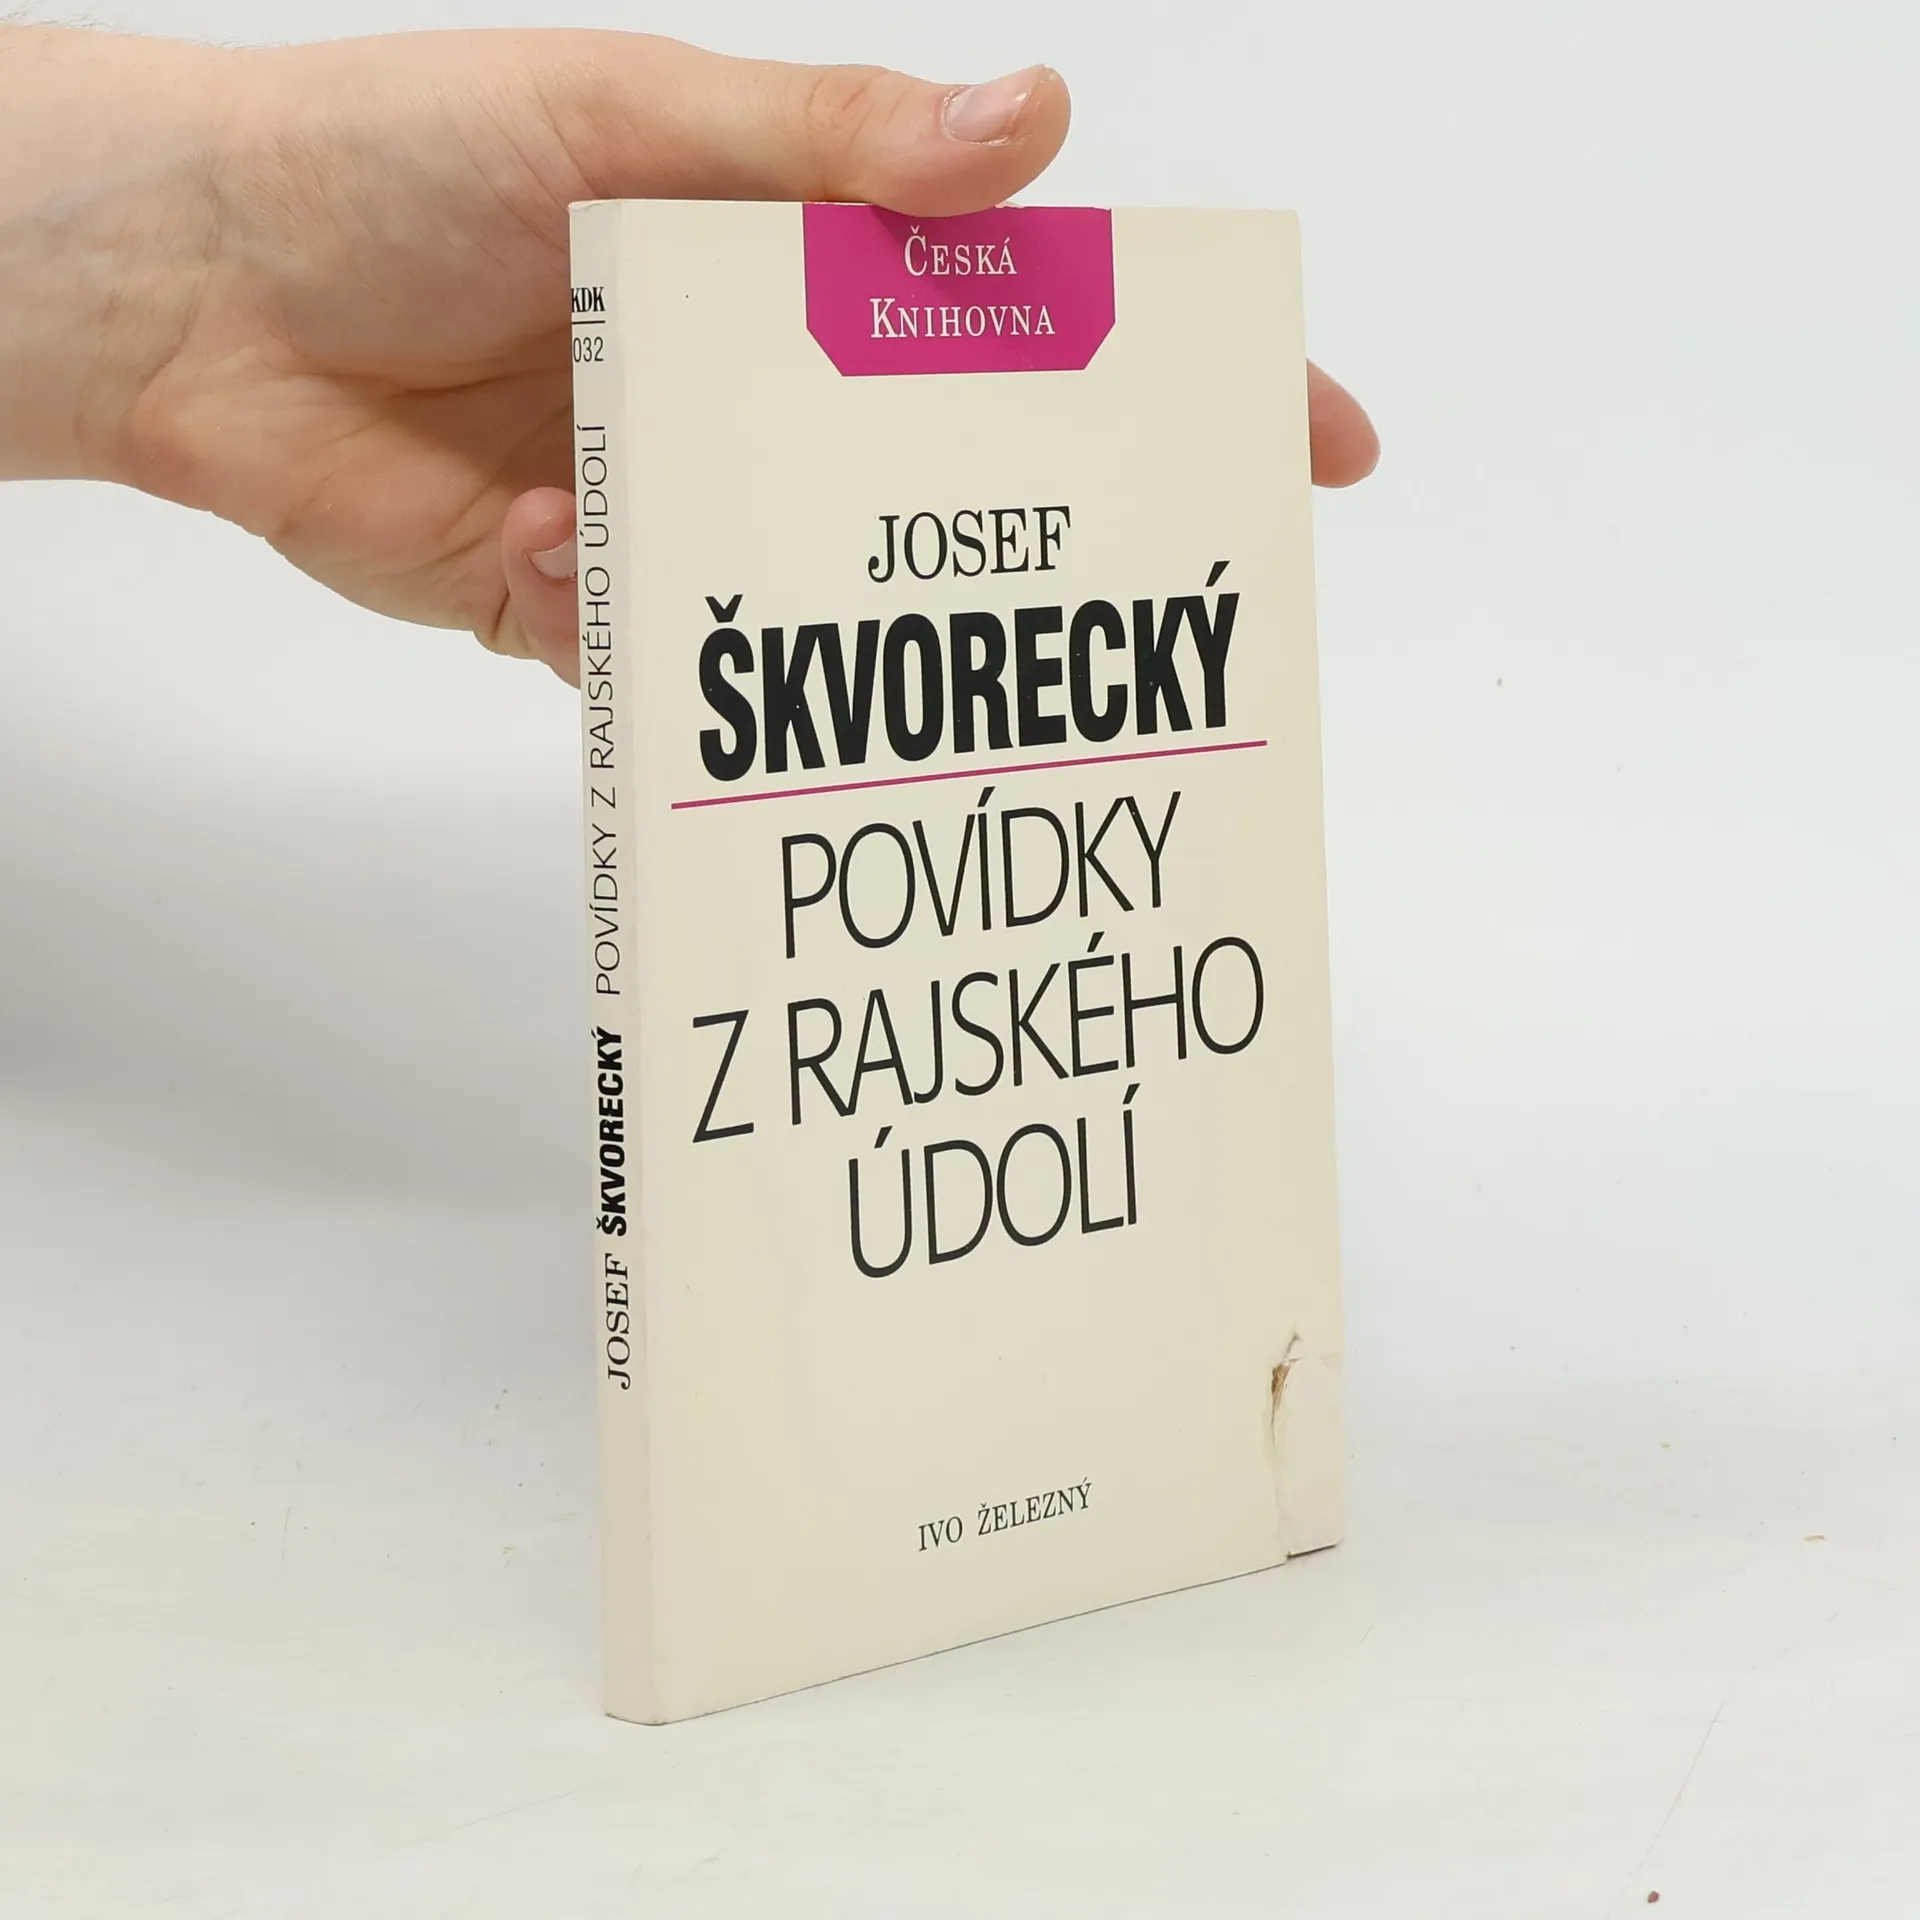 ČESKÁ
KNIHOVNA
JOSEF
ŠKVORECKÝ
POVÍDKY
Z RAJSKÉHO
ÚDOLÍ
IVO ŽELEZNÝ
KDK
032
JOSEF ŠKVORECKÝ POVÍDKY Z RAJSKÉHO ÚDOLÍ